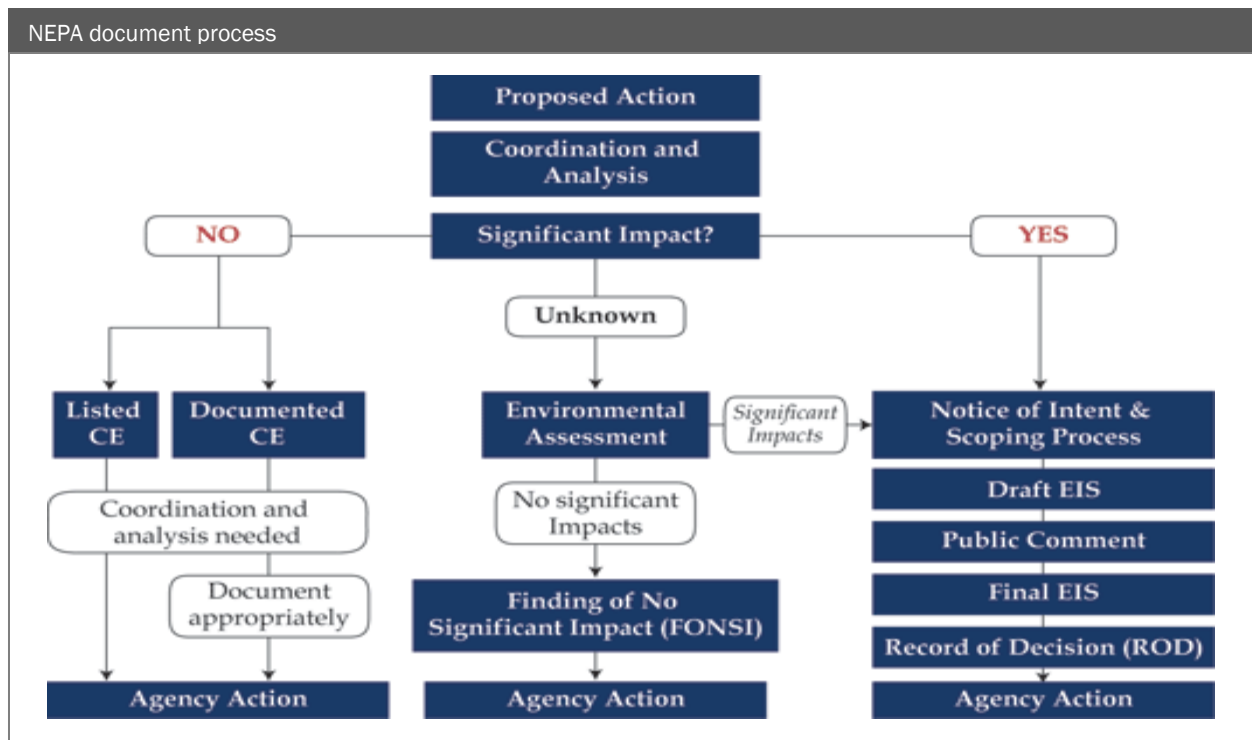 NEPA document process
Proposed Action
Coordination and
Analysis
NO
Significant Impact?
YES
Unknown
Listed
CE
Documented
CE
Environmental
Assessment
Significant
Impacts
Notice of Intent &
Scoping Process
Coordination and
analysis needed
No significant
Impacts
Draft EIS
Public Comment
Document
appropriately
Finding of No
Significant Impact (FONSI)
Final EIS
Record of Decision (ROD)
Agency Action
Agency Action
Agency Action